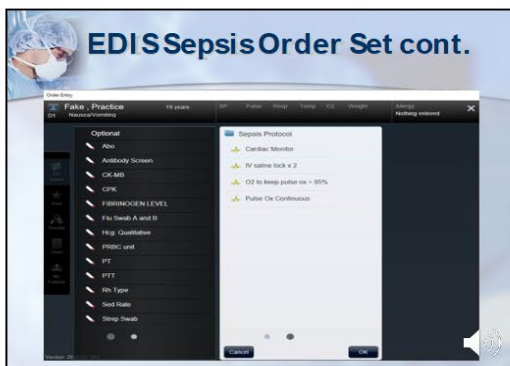 EDIS Sepsis Order Set cont.
Order Entry
Fake , Practice 19 years BP Pulse Resp Temp O2 Weight Allergy
D1 Nausea/Vomiting Nothing entered
Optional
Abo
Antibody Screen
CK-MB
CPK
FIBRINOGEN LEVEL
Flu Swab A and B
Hcg: Qualitative
PRBC unit
PT
PTT
Rh Type
Sed Rate
Strep Swab
Sepsis Protocol
Cardiac Monitor
IV saline lock x 2
O2 to keep pulse ox > 95%
Pulse Ox Continuous
Cancel OK